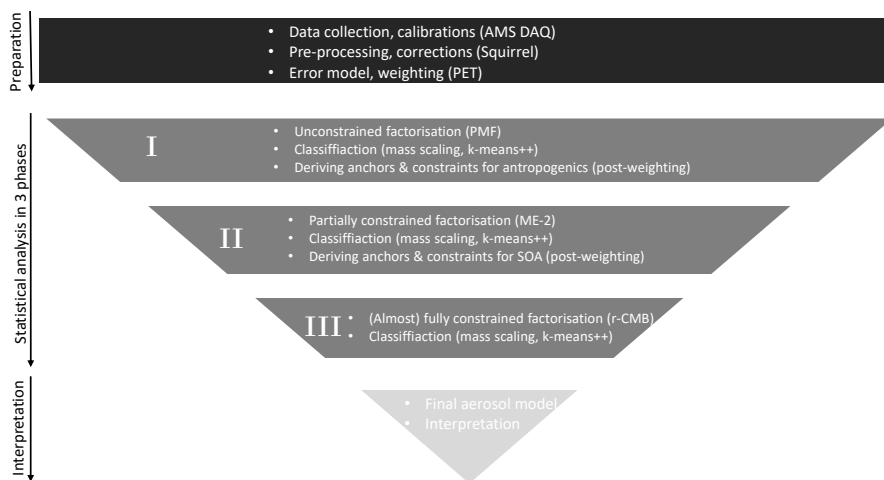 Preparation
• Data collection, calibrations (AMS DAQ)
• Pre-processing, corrections (Squirrel)
• Error model, weighting (PET)
Statistical analysis in 3 phases
I
• Unconstrained factorisation (PMF)
• Classiffiaction (mass scaling, k-means++)
• Deriving anchors & constraints for antropogenics (post-weighting)
II
• Partially constrained factorisation (ME-2)
• Classiffiaction (mass scaling, k-means++)
• Deriving anchors & constraints for SOA (post-weighting)
III
• (Almost) fully constrained factorisation (r-CMB)
• Classiffiaction (mass scaling, k-means++)
Interpretation
• Final aerosol model
• Interpretation